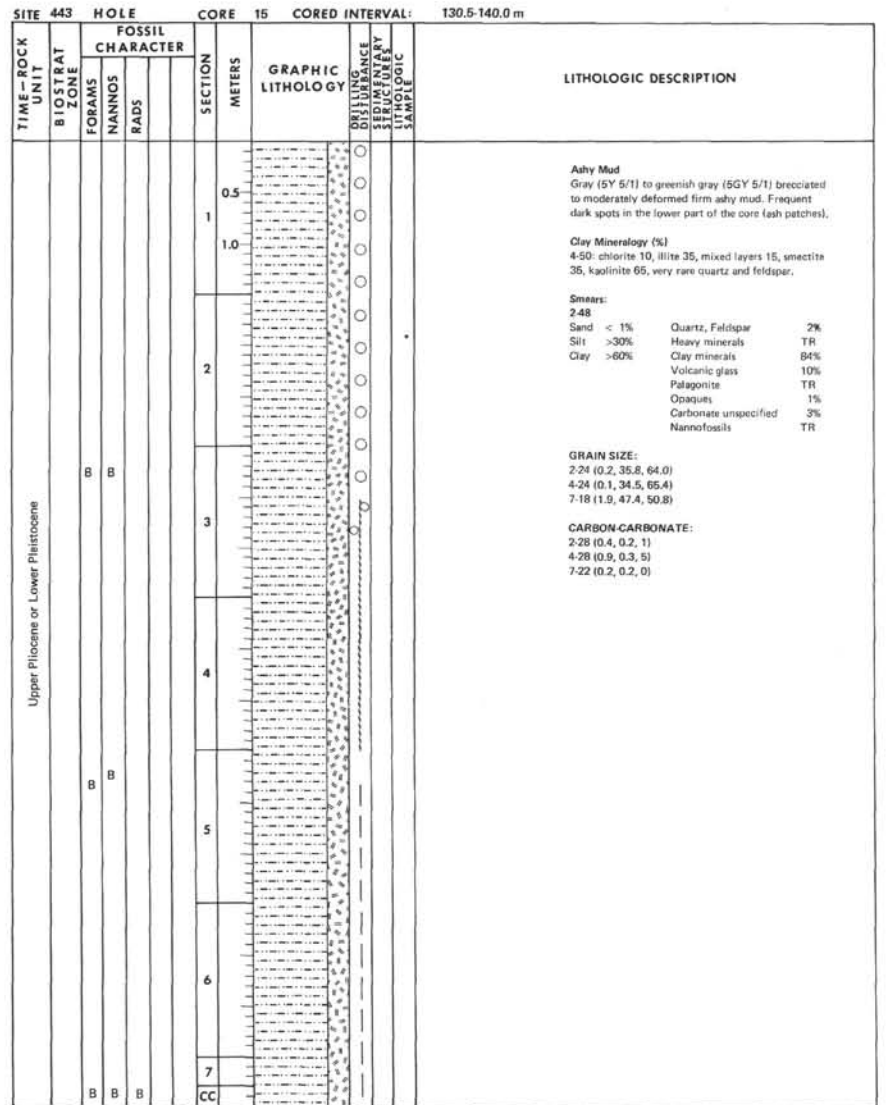 SITE 443 HOLE CORE 15 CORED INTERVAL: 130.5-140.0 m
TIME-ROCK UNIT
BIOSTRAT ZONE
FOSSIL CHARACTER
FORAMS
NANNOS
RADS
SECTION
METERS
GRAPHIC LITHOLOGY
DRILLING DISTURBANCE
SEDIMENTARY STRUCTURES
LITHOLOGIC SAMPLE
LITHOLOGIC DESCRIPTION
Upper Pliocene or Lower Pleistocene
0.5
1
1.0
2
B B
3
4
B
B
5
6
7
B B B CC
Ashy Mud
Gray (5Y 5/1) to greenish gray (5GY 5/1) brecciated
to moderately deformed firm ashy mud. Frequent
dark spots in the lower part of the core (ash patches).
Clay Mineralogy (%)
4-50: chlorite 10, illite 35, mixed layers 15, smectite
35, kaolinite 65, very rare quartz and feldspar.
Smears:
2-48
Sand < 1% Quartz, Feldspar 2%
Silt >30% Heavy minerals TR
Clay >60% Clay minerals 84%
Volcanic glass 10%
Palagonite TR
Opaques 1%
Carbonate unspecified 3%
Nannofossils TR
GRAIN SIZE:
2-24 (0.2, 35.8, 64.0)
4-24 (0.1, 34.5, 65.4)
7-18 (1.9, 47.4, 50.8)
CARBON-CARBONATE:
2-28 (0.4, 0.2, 1)
4-28 (0.9, 0.3, 5)
7-22 (0.2, 0.2, 0)